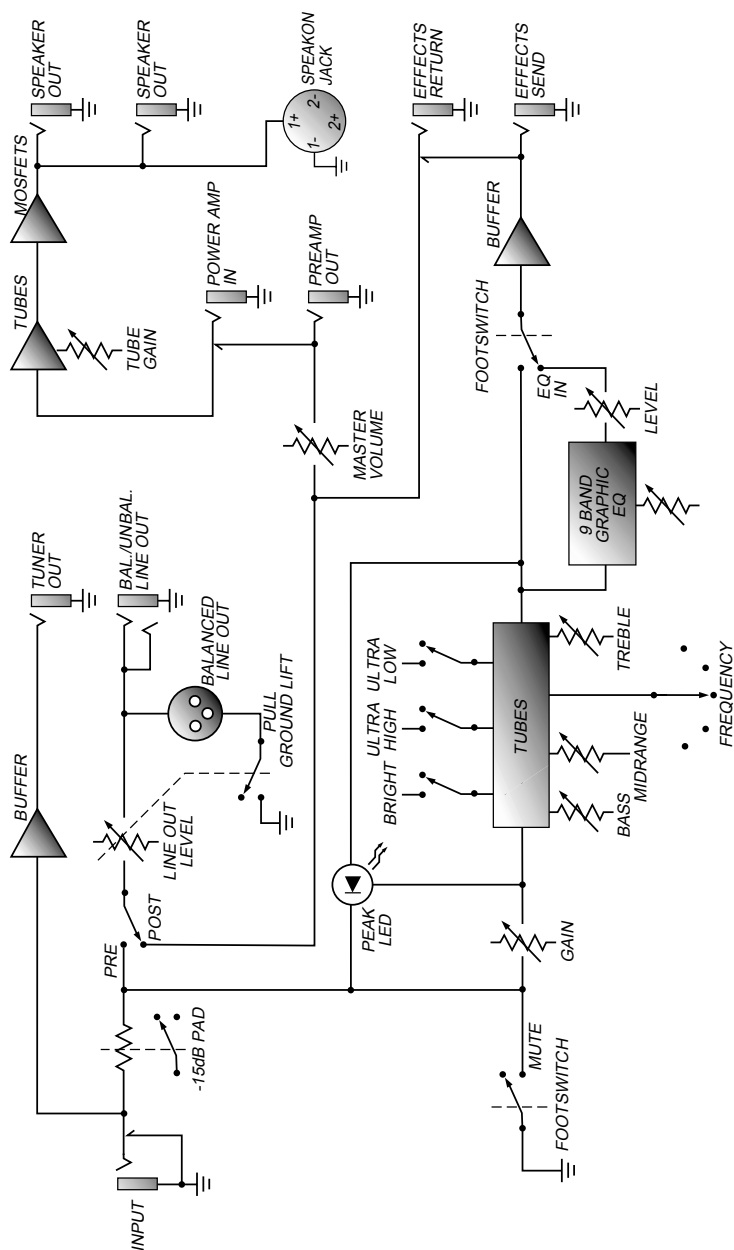 INPUT
-15dB PAD
BUFFER
TUNER
OUT
PRE
POST
LINE OUT
LEVEL
BAL./UNBAL.
LINE OUT
BALANCED
LINE OUT
PULL
GROUND LIFT
TUBES
TUBE
GAIN
MOSFETS
SPEAKER
OUT
SPEAKER
OUT
SPEAKON
JACK
1+
2-
1-
2+
POWER AMP
IN
PREAMP
OUT
MASTER
VOLUME
EFFECTS
RETURN
EFFECTS
SEND
BUFFER
FOOTSWITCH
EQ
IN
LEVEL
9 BAND
GRAPHIC
EQ
PEAK
LED
BRIGHT
ULTRA
HIGH
ULTRA
LOW
TUBES
BASS
MIDRANGE
TREBLE
FREQUENCY
GAIN
MUTE
FOOTSWITCH